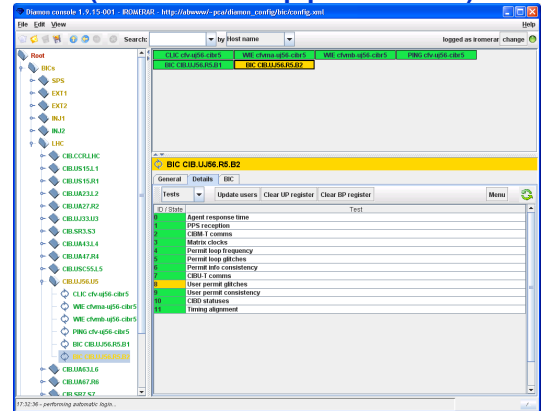 Diamon console 1.9.15-001 - IROMERAR - http://abwww/~pca/diamon_config/bic/config.xml
File Edit View Help
Search: by Host name logged as iromerar change
Root
BICs
SPS
EXT1
EXT2
INJ1
INJ2
LHC
CIB.CCR.LHC
CIB.US15.L1
CIB.US15.R1
CIB.UA23.L2
CIB.UA27.R2
CIB.UJ33.U3
CIB.SR3.S3
CIB.UA43.L4
CIB.UA47.R4
CIB.USC55.L5
CIB.UJ56.U5
CLIC cfv-uj56-cibr5
WIE cfvma-uj56-cibr5
WIE cfvmb-uj56-cibr5
PING cfv-uj56-cibr5
BIC CIB.UJ56.R5.B1
CIB.UA63.L6
CIB.UA67.R6
CIB.SR7.S7
CLIC cfv-uj56-cibr5 WIE cfvma-uj56-cibr5 WIE cfvmb-uj56-cibr5 PING cfv-uj56-cibr5
BIC CIB.UJ56.R5.B1 BIC CIB.UJ56.R5.B2
BIC CIB.UJ56.R5.B2
General Details BIC
Tests Update users Clear UP register Clear BP register Menu
ID / State Test
0 Agent response time
1 PPS reception
2 CIBM-T comms
3 Matrix clocks
4 Permit loop frequency
5 Permit loop glitches
6 Permit info consistency
7 CIBU-T comms
8 User permit glitches
9 User permit consistency
10 CIBD statuses
11 Timing alignment
17:32:36 - performing automatic login...